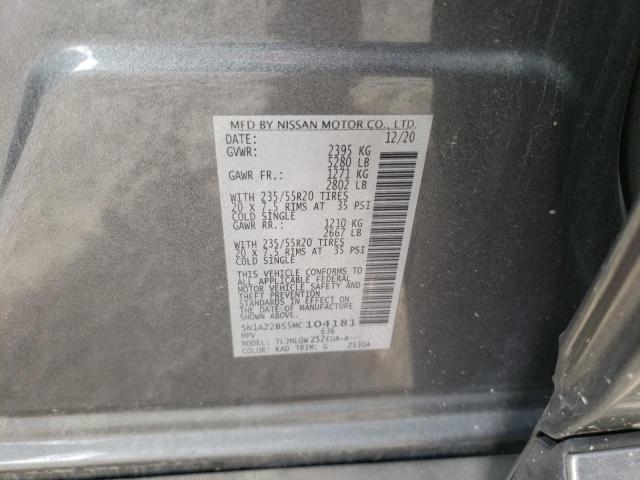 MFD BY NISSAN MOTOR CO., LTD.
DATE: 12/20
GVWR: 2395 KG
5280 LB
GAWR FR.: 1271 KG
2802 LB
WITH 235/55R20 TIRES
20 X 7.5 RIMS AT 35 PSI
COLD SINGLE
GAWR RR.: 1210 KG
2667 LB
WITH 235/55R20 TIRES
20 X 7.5 RIMS AT 35 PSI
COLD SINGLE
THIS VEHICLE CONFORMS TO
ALL APPLICABLE FEDERAL
MOTOR VEHICLE SAFETY AND
THEFT PREVENTION
STANDARDS IN EFFECT ON
THE DATE OF MANUFACTURE
SHOWN ABOVE.
5N1AZ2BS5MC104181
MPV 636
MODEL: TLJNLQWZS2EUA-A---
COLOR: KAD TRIM: G ZS30A